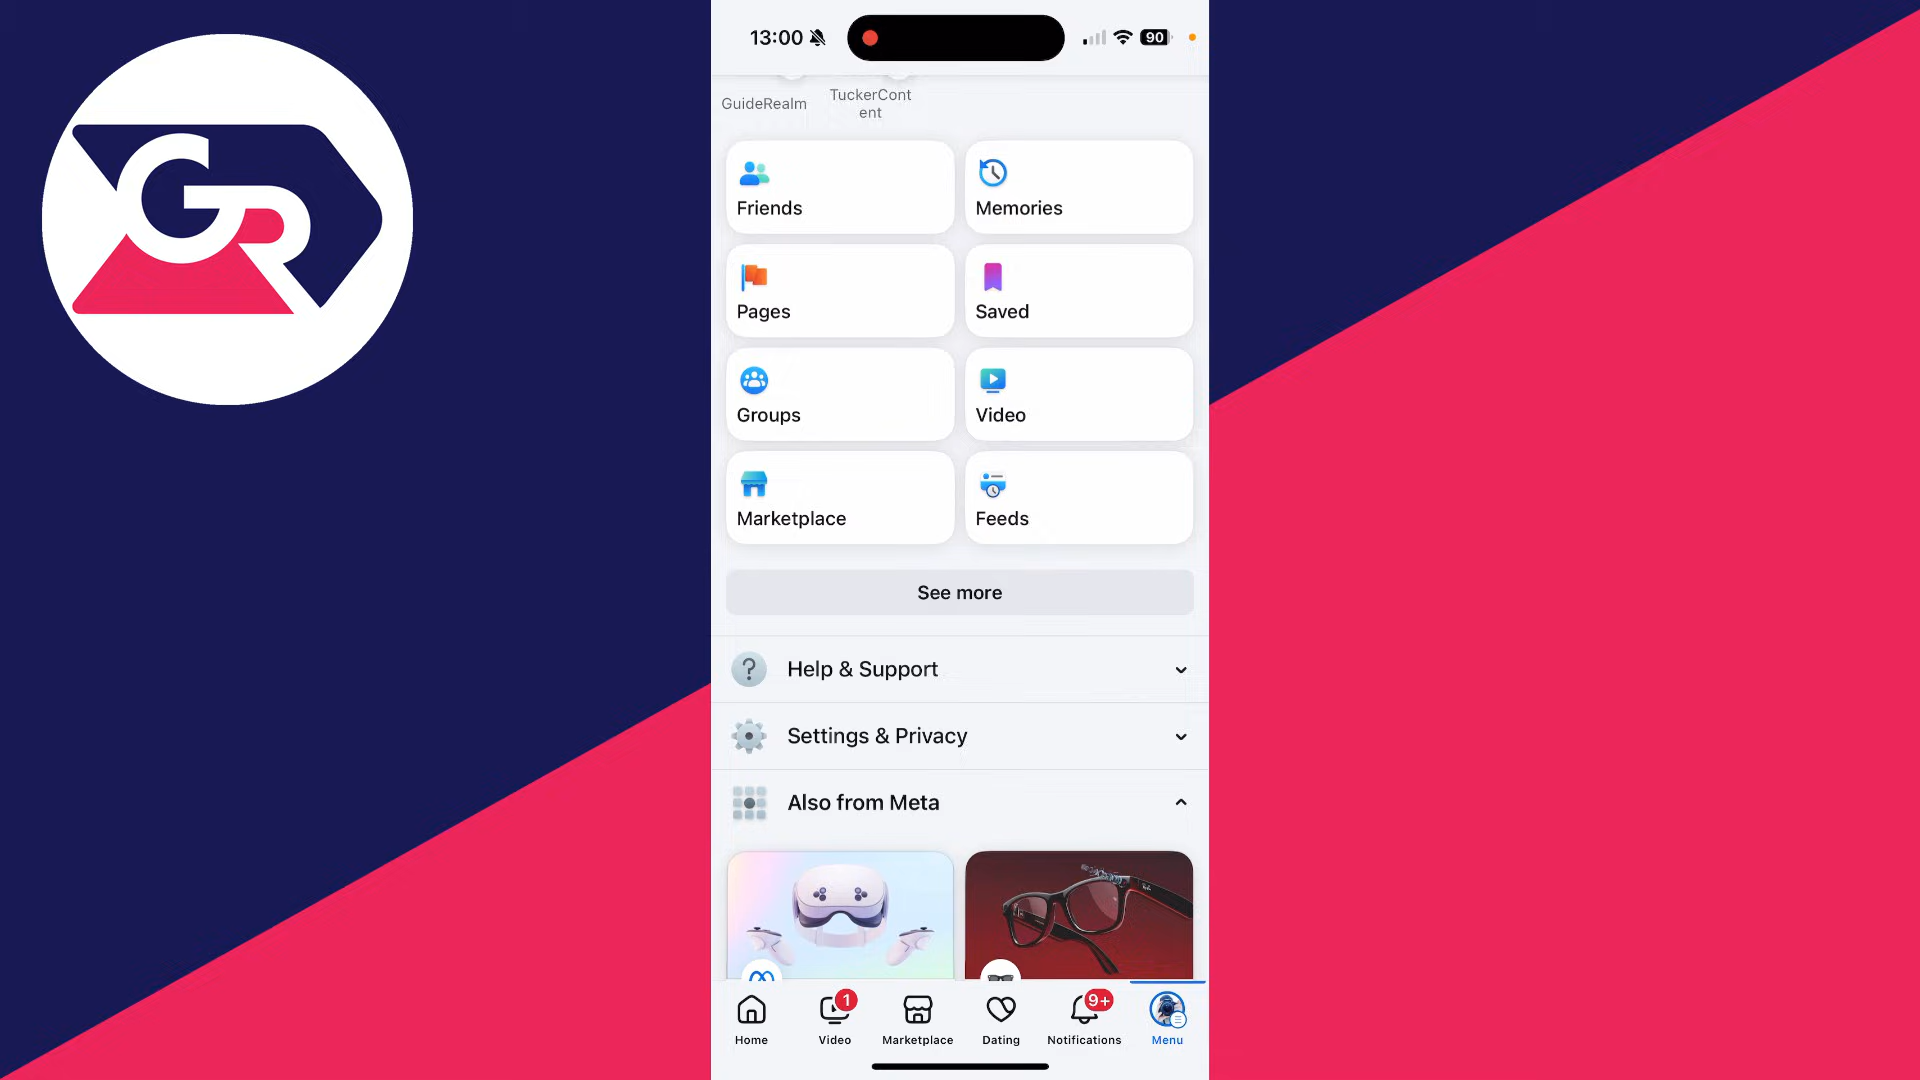 GR
13:00
90
GuideRealm
TuckerCont
ent
Friends
Memories
Pages
Saved
Groups
Video
Marketplace
Feeds
See more
? Help & Support
Settings & Privacy
Also from Meta
1
9+
Home
Video
Marketplace
Dating
Notifications
Menu